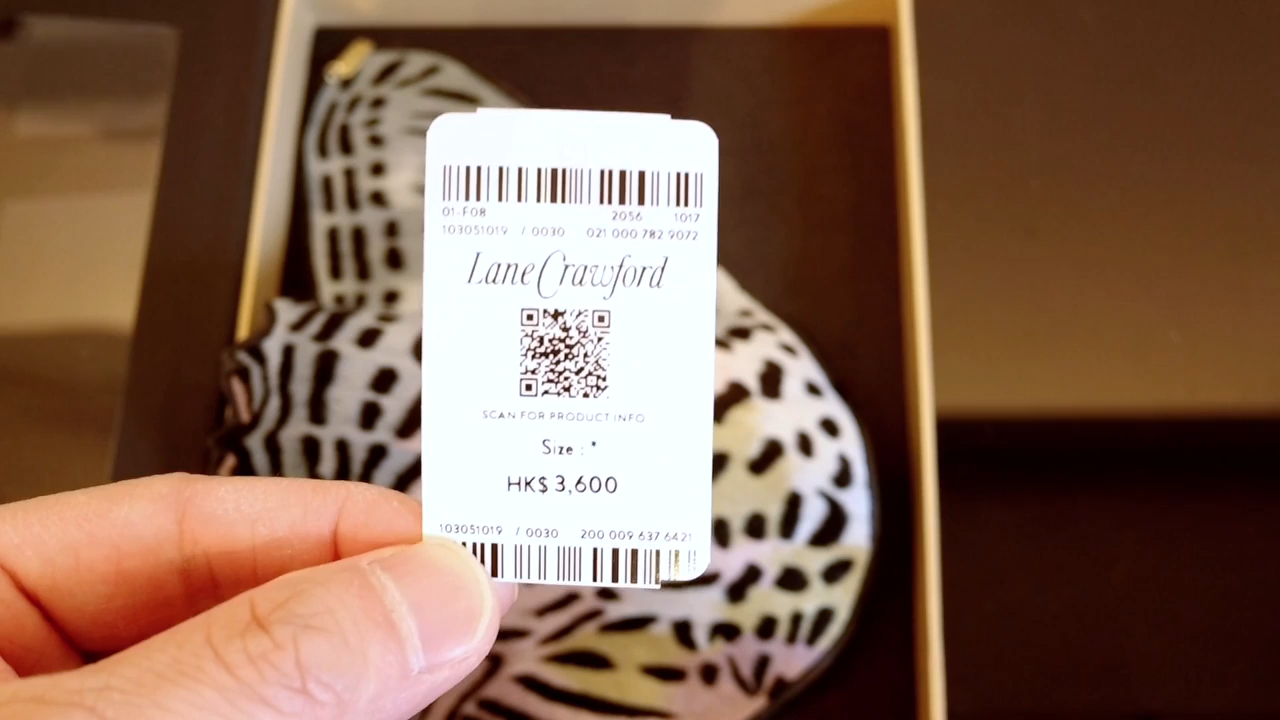 01-F08 2056 1017
103051019 / 0030 021 000 782 9072
Lane Crawford
SCAN FOR PRODUCT INFO
Size : *
HK$ 3,600
103051019 / 0030 200 009 637 6421